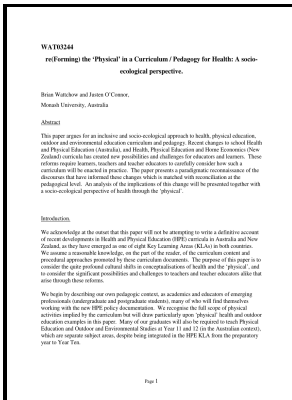 WAT03244
re(Forming) the ‘Physical’ in a Curriculum / Pedagogy for Health: A socio-
ecological perspective.
Brian Wattchow and Justen O’Connor,
Monash University, Australia
Abstract
This paper argues for an inclusive and socio-ecological approach to health, physical education,
outdoor and environmental education curriculum and pedagogy. Recent changes to school Health
and Physical Education (Australia), and Health, Physical Education and Home Economics (New
Zealand) curricula has created new possibilities and challenges for educators and learners. These
reforms require learners, teachers and teacher educators to carefully consider how such a
curriculum will be enacted in practice. The paper presents a paradigmatic reconnaissance of the
discourses that have informed these changes which is matched with reconciliation at the
pedagogical level. An analysis of the implications of this change will be presented together with
a socio-ecological perspective of health through the ‘physical’.
Introduction.
We acknowledge at the outset that this paper will not be attempting to write a definitive account
of recent developments in Health and Physical Education (HPE) curricula in Australia and New
Zealand, as they have emerged as one of eight Key Learning Areas (KLAs) in both countries.
We assume a reasonable knowledge, on the part of the reader, of the curriculum content and
procedural approaches promoted by these curriculum documents. The purpose of this paper is to
consider the quite profound cultural shifts in conceptualisations of health and the ‘physical’, and
to consider the significant possibilities and challenges to teachers and teacher educators alike that
arise through these reforms.
We begin by describing our own pedagogic context, as academics and educators of emerging
professionals (undergraduate and postgraduate students), many of who will find themselves
working with the new HPE policy documentation. We recognise the full scope of physical
activities implied by the curriculum but will draw particularly upon ‘physical’ health and outdoor
education examples in this paper. Many of our graduates will also be required to teach Physical
Education and Outdoor and Environmental Studies at Year 11 and 12 (in the Australian context),
which are separate subject areas, despite being integrated in the HPE KLA from the preparatory
year to Year Ten.
Page 1